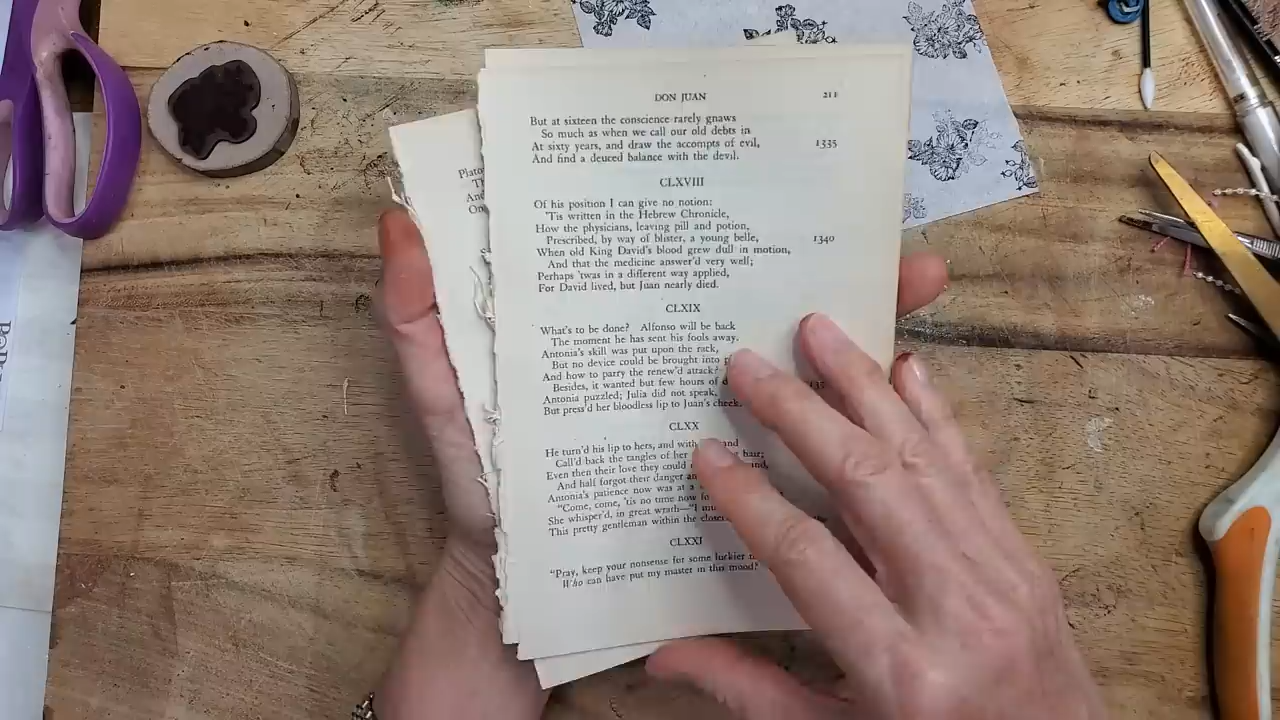 DON JUAN 211
But at sixteen the conscience rarely gnaws
So much as when we call our old debts in
At sixty years, and draw the accompts of evil, 1335
And find a deuced balance with the devil.
CLXVIII
Of his position I can give no notion:
'Tis written in the Hebrew Chronicle,
How the physicians, leaving pill and potion,
Prescribed, by way of blister, a young belle, 1340
When old King David's blood grew dull in motion,
And that the medicine answer'd very well;
Perhaps 'twas in a different way applied,
For David lived, but Juan nearly died.
CLXIX
What's to be done? Alfonso will be back
The moment he has sent his fools away.
Antonia's skill was put upon the rack,
But no device could be brought into
And how to parry the renew'd attack?
Besides, it wanted but few hours of
Antonia puzzled; Julia did not speak,
But press'd her bloodless lip to Juan's cheek.
CLXX
He turn'd his lip to hers, and with
Call'd back the tangles of her hair;
Even then their love they could
And half forgot their danger
Antonia's patience now was at a
"Come, come, 'tis no time now
She whisper'd, in great wrath—"I
This pretty gentleman within the
CLXXI
"Pray, keep your nonsense for some luckier
Who can have put my master in this mood?